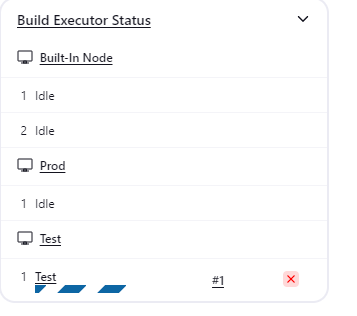 Build Executor Status
Built-In Node
1 Idle
2 Idle
Prod
1 Idle
Test
1 Test #1